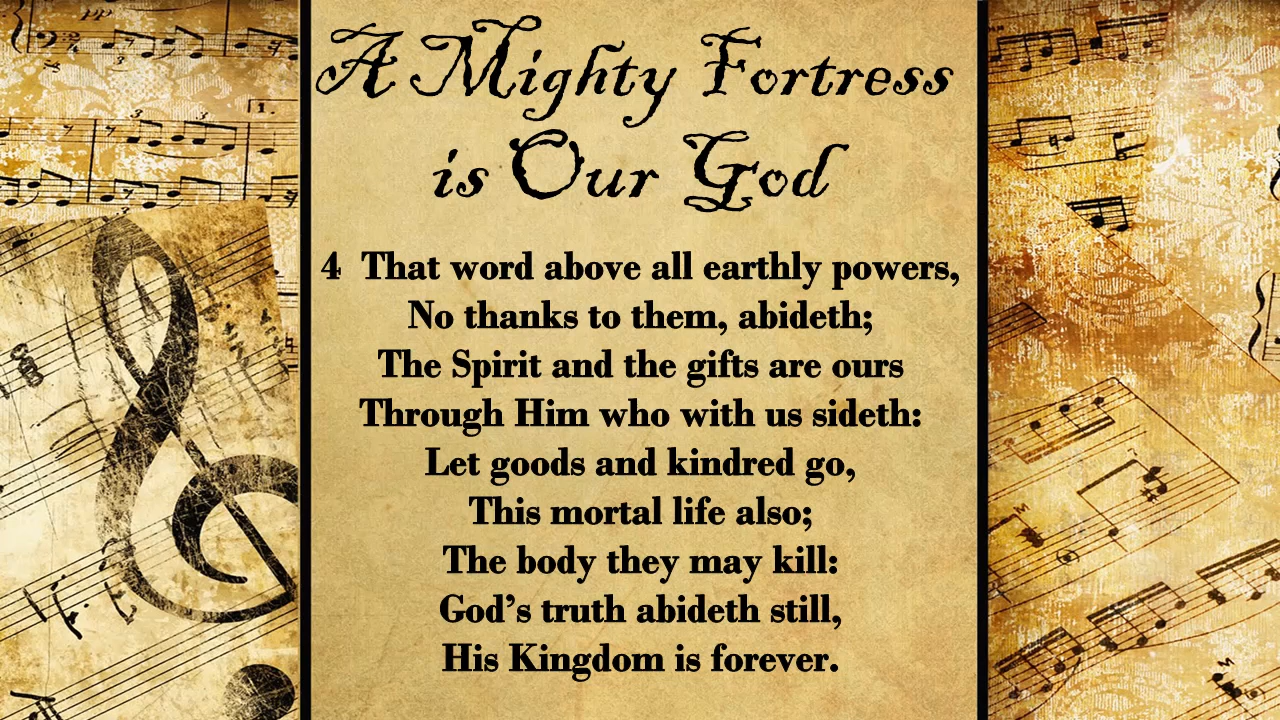 A Mighty Fortress
is Our God
4 That word above all earthly powers,
No thanks to them, abideth;
The Spirit and the gifts are ours
Through Him who with us sideth:
Let goods and kindred go,
This mortal life also;
The body they may kill:
God’s truth abideth still,
His Kingdom is forever.